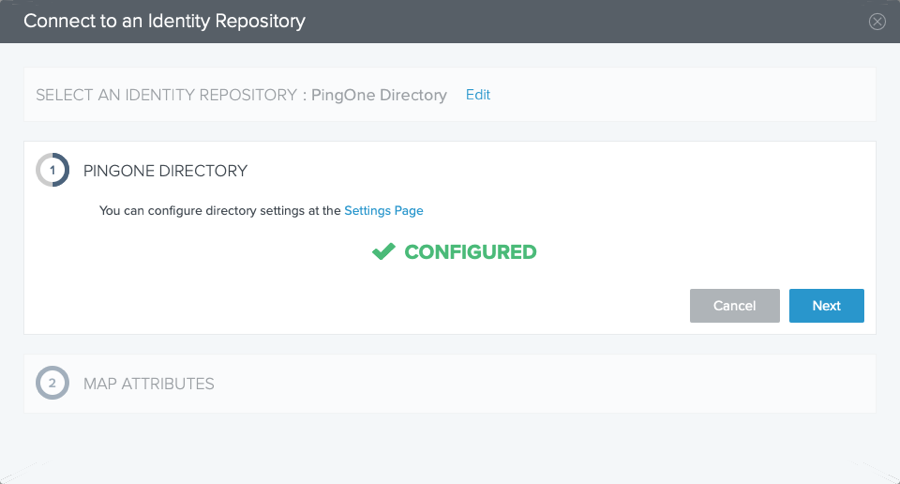 Connect to an Identity Repository
SELECT AN IDENTITY REPOSITORY : PingOne Directory Edit
1 PINGONE DIRECTORY
You can configure directory settings at the Settings Page
CONFIGURED
Cancel Next
2 MAP ATTRIBUTES